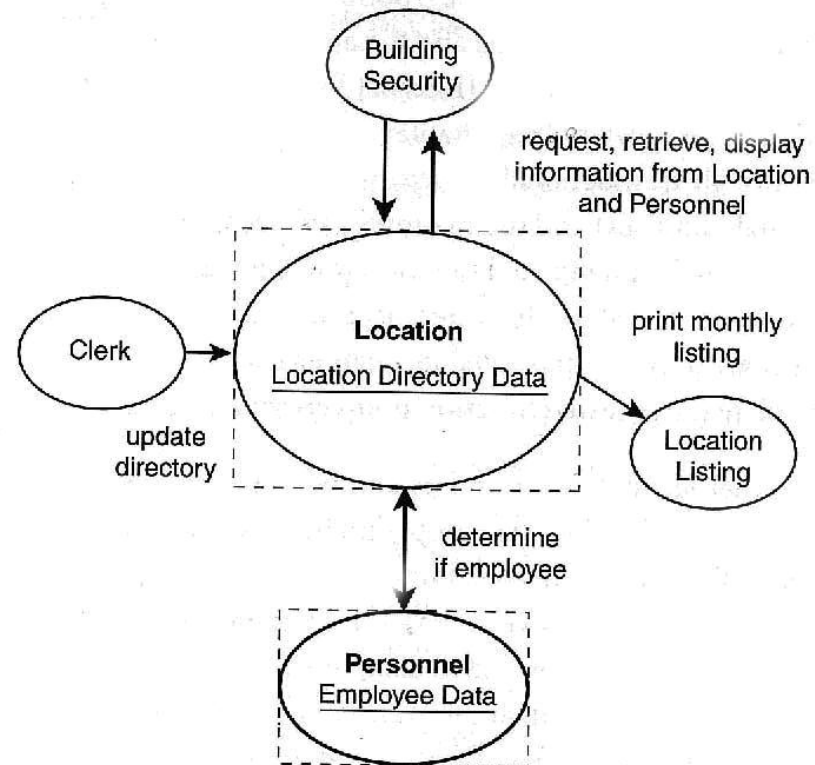 Building
Security
request, retrieve, display
information from Location
and Personnel
Location
Location Directory Data
Clerk
update
directory
print monthly
listing
Location
Listing
determine
if employee
Personnel
Employee Data